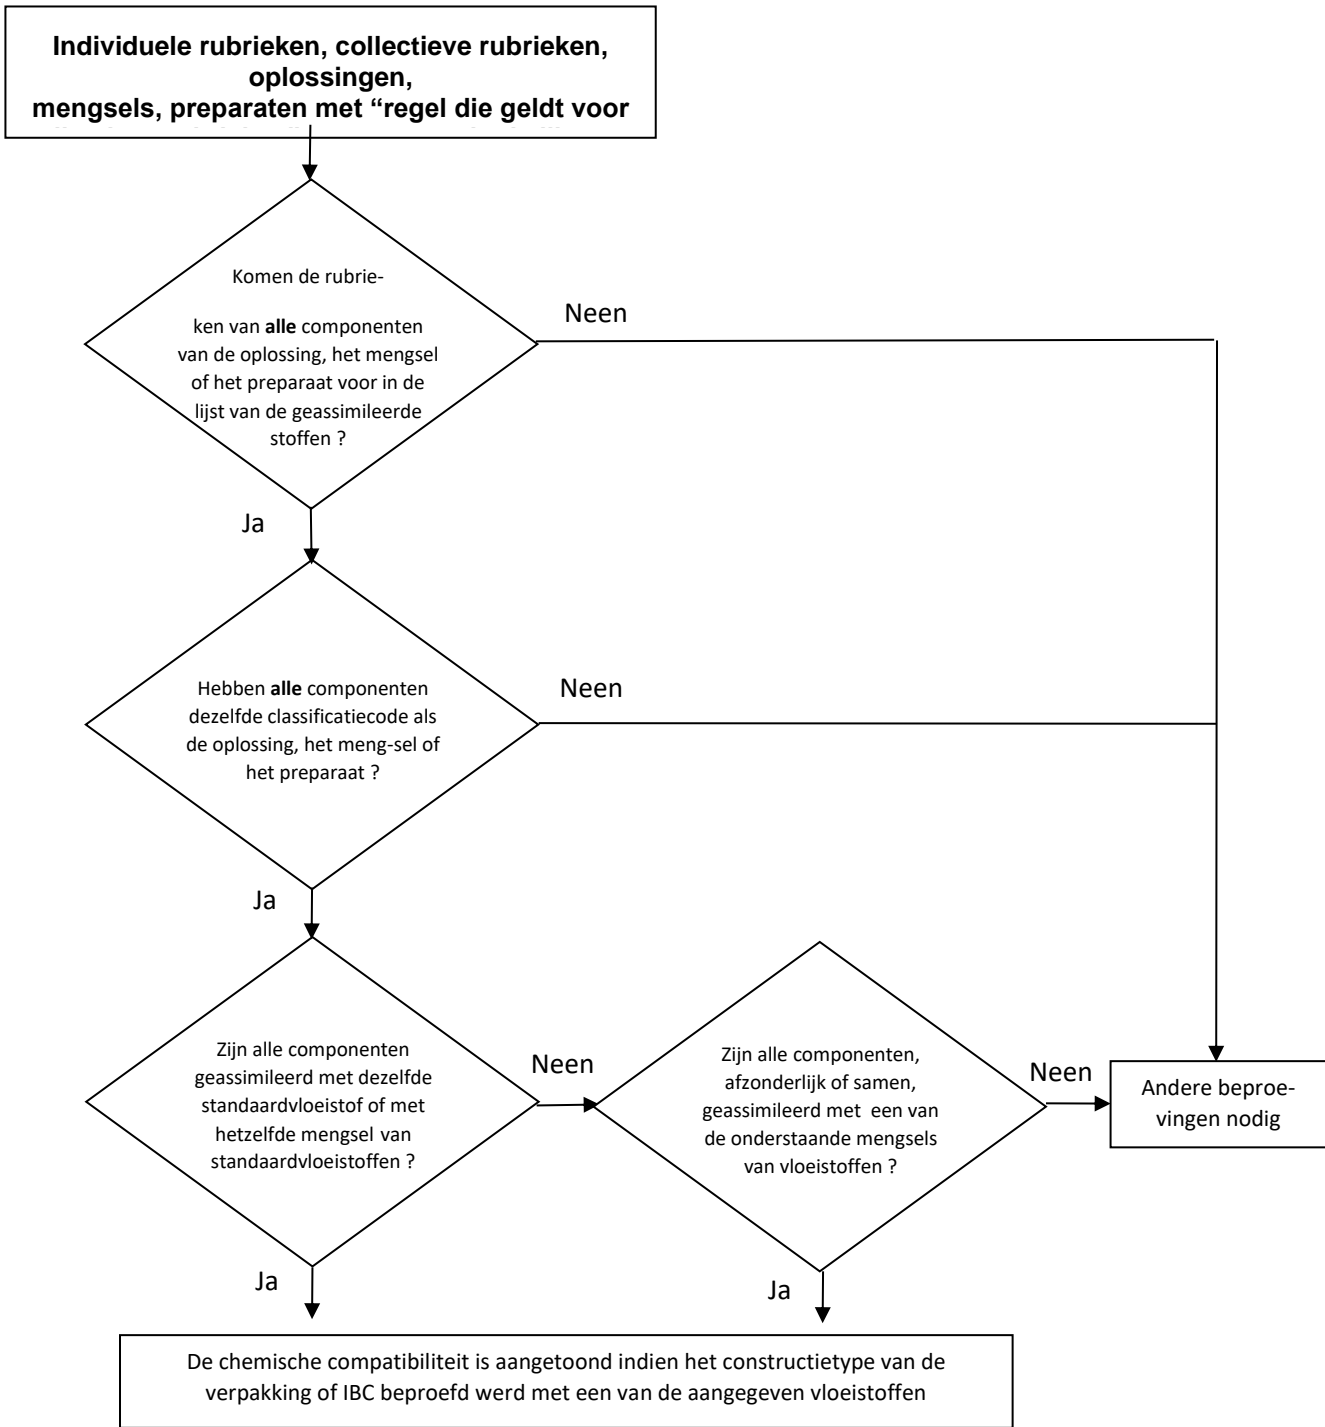 Individuele rubrieken, collectieve rubrieken,
oplossingen,
mengsels, preparaten met “regel die geldt voor
Komen de rubrie-
ken van alle componenten
van de oplossing, het mengsel
of het preparaat voor in de
lijst van de geassimileerde
stoffen ?
Neen
Ja
Hebben alle componenten
dezelfde classificatiecode als
de oplossing, het meng-sel of
het preparaat ?
Neen
Ja
Zijn alle componenten
geassimileerd met dezelfde
standaardvloeistof of met
hetzelfde mengsel van
standaardvloeistoffen ?
Neen
Zijn alle componenten,
afzonderlijk of samen,
geassimileerd met een van
de onderstaande mengsels
van vloeistoffen ?
Neen
Andere beproe-
vingen nodig
Ja
Ja
De chemische compatibiliteit is aangetoond indien het constructietype van de
verpakking of IBC beproefd werd met een van de aangegeven vloeistoffen